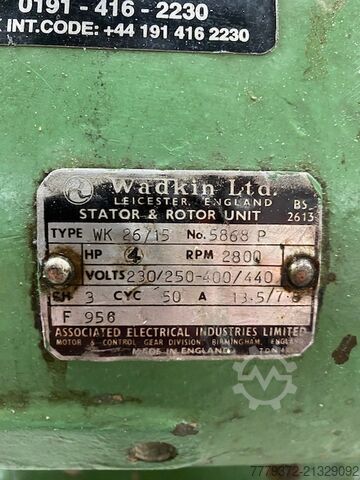 0191-416-2230
INT.CODE: +44 191 416 2230
Wadkin Ltd.
LEICESTER, ENGLAND
BS. 2613
STATOR & ROTOR UNIT
TYPE WK 26/15 No. 5868 P
HP 4 RPM 2800
VOLTS 230/250-400/440
PH 3 CYC 50 A 13.5/7.8
F 956
ASSOCIATED ELECTRICAL INDUSTRIES LIMITED
MOTOR & CONTROL GEAR DIVISION, BIRMINGHAM, ENGLAND
MADE IN ENGLAND
7779372-21329092